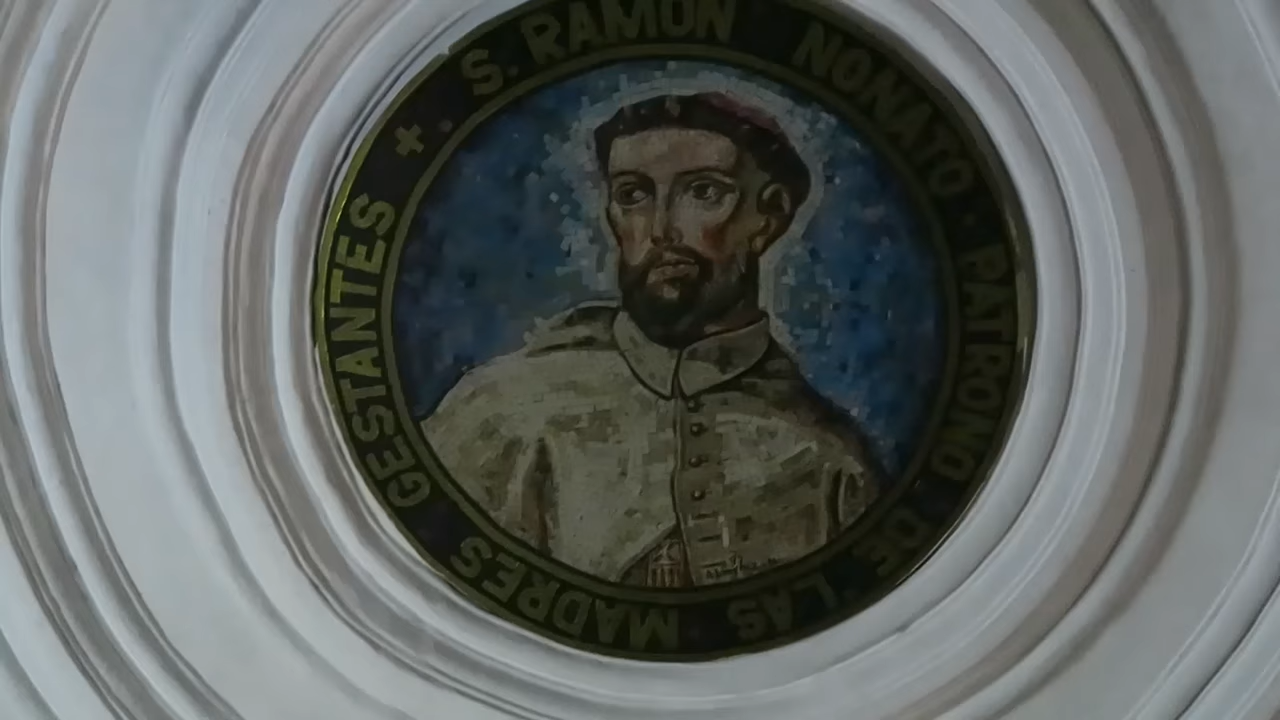 + S. RAMON NONATO · PATRONO DE LAS MADRES GESTANTES